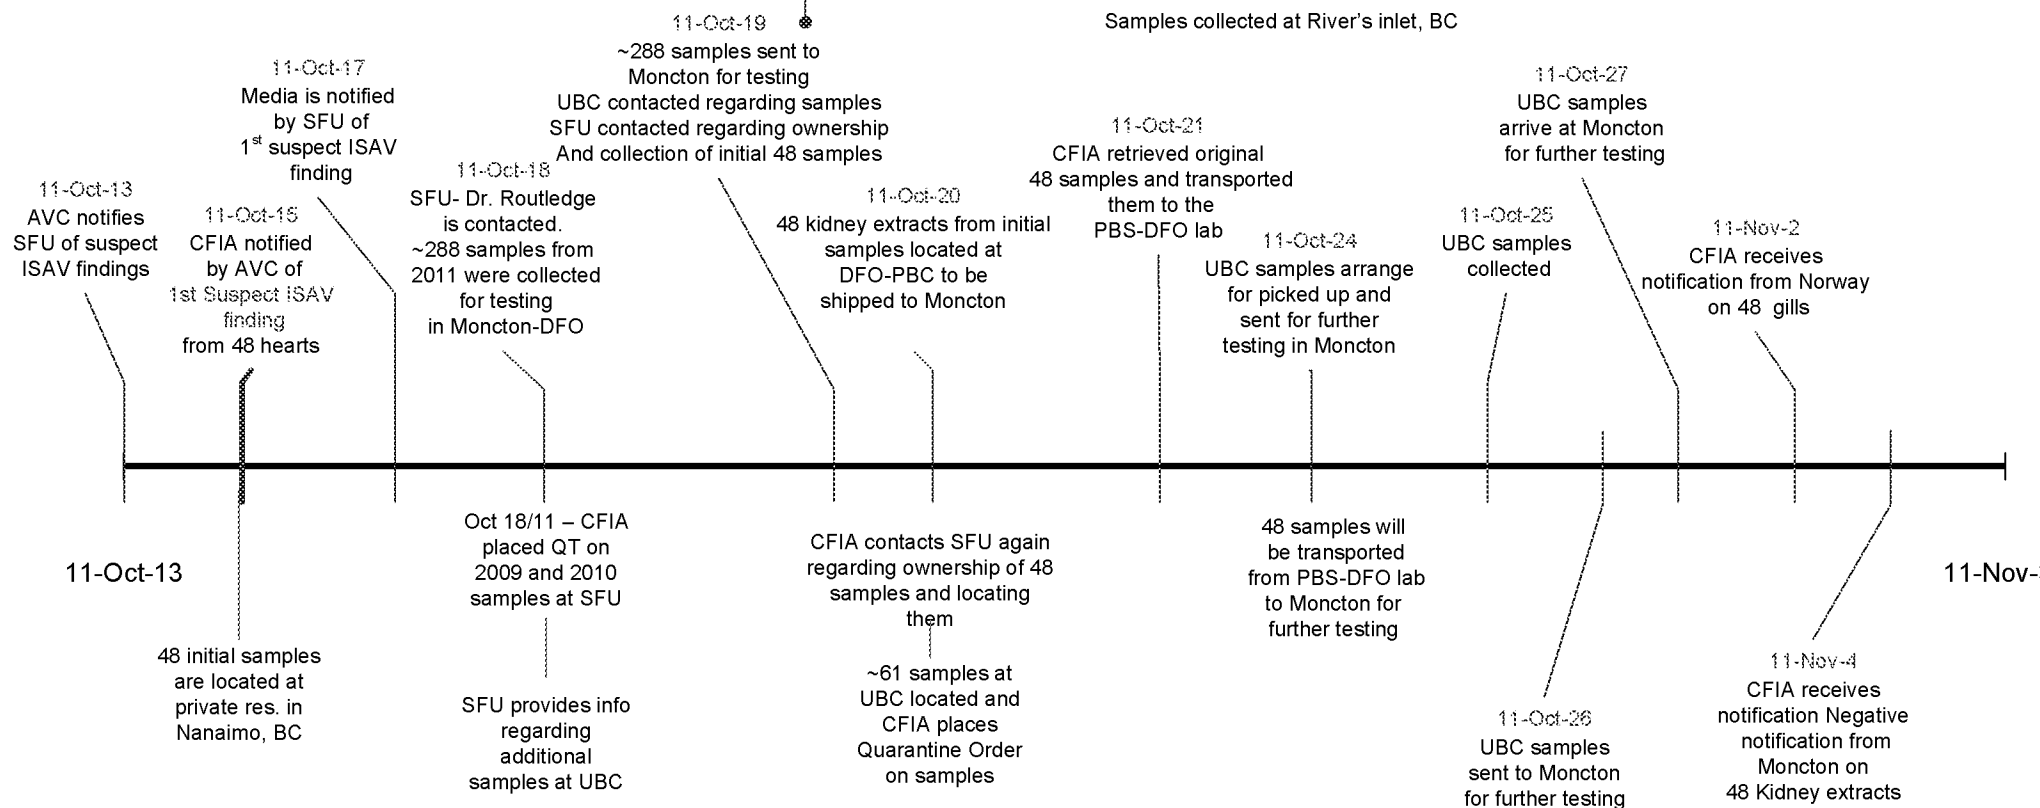 Samples collected at River's inlet, BC
11-Oct-13
AVC notifies
SFU of suspect
ISAV findings
11-Oct-15
CFIA notified
by AVC of
1st Suspect ISAV
finding
from 48 hearts
11-Oct-17
Media is notified
by SFU of
1st suspect ISAV
finding
11-Oct-18
SFU- Dr. Routledge
is contacted.
~288 samples from
2011 were collected
for testing
in Moncton-DFO
11-Oct-19
~288 samples sent to
Moncton for testing
UBC contacted regarding samples
SFU contacted regarding ownership
And collection of initial 48 samples
11-Oct-20
48 kidney extracts from initial
samples located at
DFO-PBC to be
shipped to Moncton
11-Oct-21
CFIA retrieved original
48 samples and transported
them to the
PBS-DFO lab
11-Oct-24
UBC samples arrange
for picked up and
sent for further
testing in Moncton
11-Oct-25
UBC samples
collected
11-Oct-27
UBC samples
arrive at Moncton
for further testing
11-Nov-2
CFIA receives
notification from Norway
on 48 gills
11-Oct-13
48 initial samples
are located at
private res. in
Nanaimo, BC
Oct 18/11 – CFIA
placed QT on
2009 and 2010
samples at SFU
SFU provides info
regarding
additional
samples at UBC
CFIA contacts SFU again
regarding ownership of 48
samples and locating
them
~61 samples at
UBC located and
CFIA places
Quarantine Order
on samples
48 samples will
be transported
from PBS-DFO lab
to Moncton for
further testing
11-Oct-26
UBC samples
sent to Moncton
for further testing
11-Nov-4
CFIA receives
notification Negative
notification from
Moncton on
48 Kidney extracts
11-Nov-